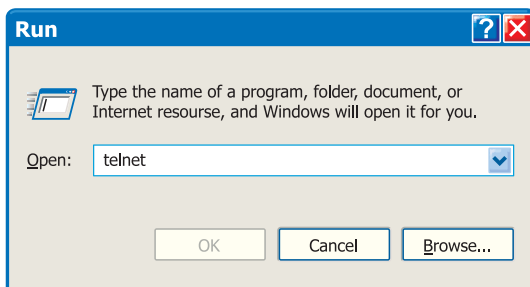 Run
?
Type the name of a program, folder, document, or
Internet resourse, and Windows will open it for you.
Open:
telnet
OK
Cancel
Browse...